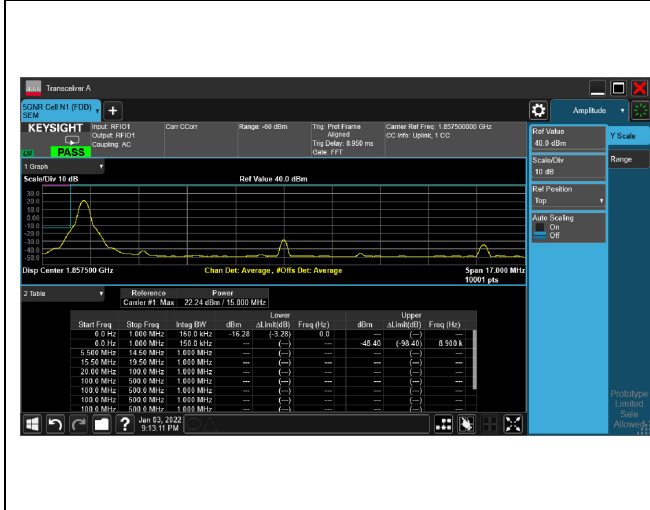 Transceiver A
5GNR Cell N1 (FDD)
SEM
+
Amplitude
KEYSIGHT
PASS
Input: RFIO1
Output: RFIO1
Coupling: AC
Corr CCorr
Range: -60 dBm
Trig: Prot Frame
Aligned
Trig Delay: 8.950 ms
Gate: FFT
Carrier Ref Freq: 1.857500000 GHz
CC Info: Uplink, 1 CC
Ref Value
40.0 dBm
Scale/Div
10 dB
Ref Position
Top
Auto Scaling
On
Off
Y Scale
Range
1 Graph
Scale/Div 10 dB
Ref Value 40.0 dBm
30.0
20.0
10.0
0.00
-10.0
-20.0
-30.0
-40.0
-50.0
Disp Center 1.857500 GHz
Chan Det: Average, #Offs Det: Average
Span 17.000 MHz
10001 pts
2 Table
Reference Power
Carrier #1: Max 22.24 dBm / 15.000 MHz
Lower Upper
Start Freq Stop Freq Integ BW dBm ΔLimit(dB) Freq (Hz) dBm ΔLimit(dB) Freq (Hz)
0.0 Hz 1.000 MHz 150.0 kHz -16.28 (-3.28) 0.0 --- (---) ---
0.0 Hz 1.000 MHz 150.0 kHz --- (---) --- -48.40 (-98.40) 8.900 k
5.500 MHz 14.50 MHz 1.000 MHz --- (---) --- --- (---) ---
15.50 MHz 19.50 MHz 1.000 MHz --- (---) --- --- (---) ---
20.00 MHz 100.0 MHz 1.000 MHz --- (---) --- --- (---) ---
100.0 MHz 500.0 MHz 1.000 MHz --- (---) --- --- (---) ---
100.0 MHz 500.0 MHz 1.000 MHz --- (---) --- --- (---) ---
100.0 MHz 500.0 MHz 1.000 MHz --- (---) --- --- (---) ---
Jan 03, 2022
9:13:11 PM
?
Prototype
Limited
Sale
Allowed